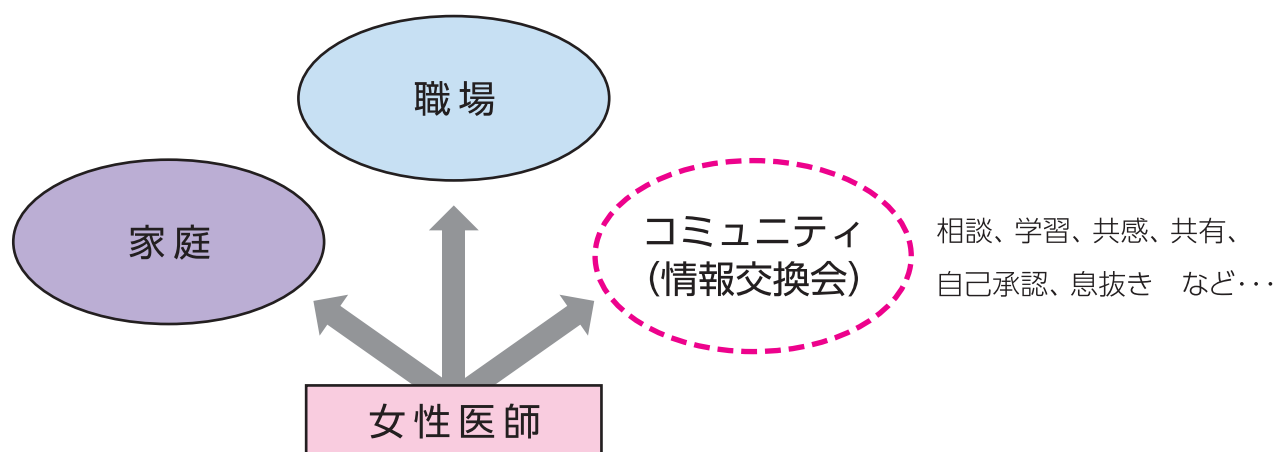 職場
家庭
コミュニティ
(情報交換会)
相談、学習、共感、共有、
自己承認、息抜き　など･･･
女性医師